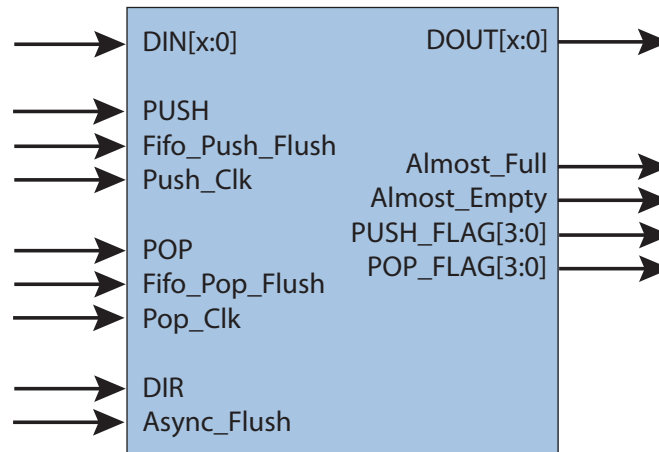 DIN[x:0]
DOUT[x:0]
PUSH
Fifo_Push_Flush
Push_Clk
Almost_Full
Almost_Empty
PUSH_FLAG[3:0]
POP_FLAG[3:0]
POP
Fifo_Pop_Flush
Pop_Clk
DIR
Async_Flush